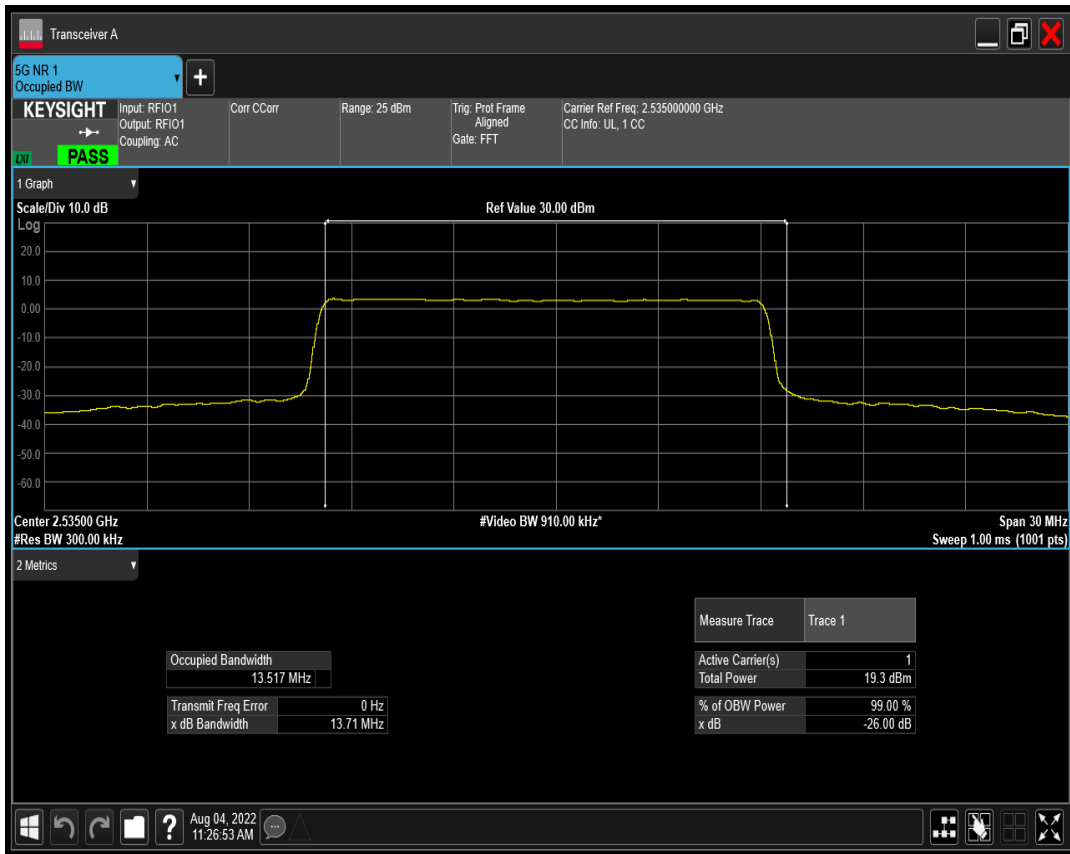 Transceiver A
5G NR 1
Occupied BW
KEYSIGHT
LXI
PASS
Input: RFIO1
Output: RFIO1
Coupling: AC
Corr CCorr
Range: 25 dBm
Trig: Prot Frame
Aligned
Gate: FFT
Carrier Ref Freq: 2.535000000 GHz
CC Info: UL, 1 CC
1 Graph
Scale/Div 10.0 dB
Ref Value 30.00 dBm
Log
20.0
10.0
0.00
-10.0
-20.0
-30.0
-40.0
-50.0
-60.0
Center 2.53500 GHz
#Video BW 910.00 kHz*
Span 30 MHz
#Res BW 300.00 kHz
Sweep 1.00 ms (1001 pts)
2 Metrics
Measure Trace Trace 1
Occupied Bandwidth
13.517 MHz
Active Carrier(s) 1
Total Power 19.3 dBm
Transmit Freq Error 0 Hz
x dB Bandwidth 13.71 MHz
% of OBW Power 99.00 %
x dB -26.00 dB
?
Aug 04, 2022
11:26:53 AM